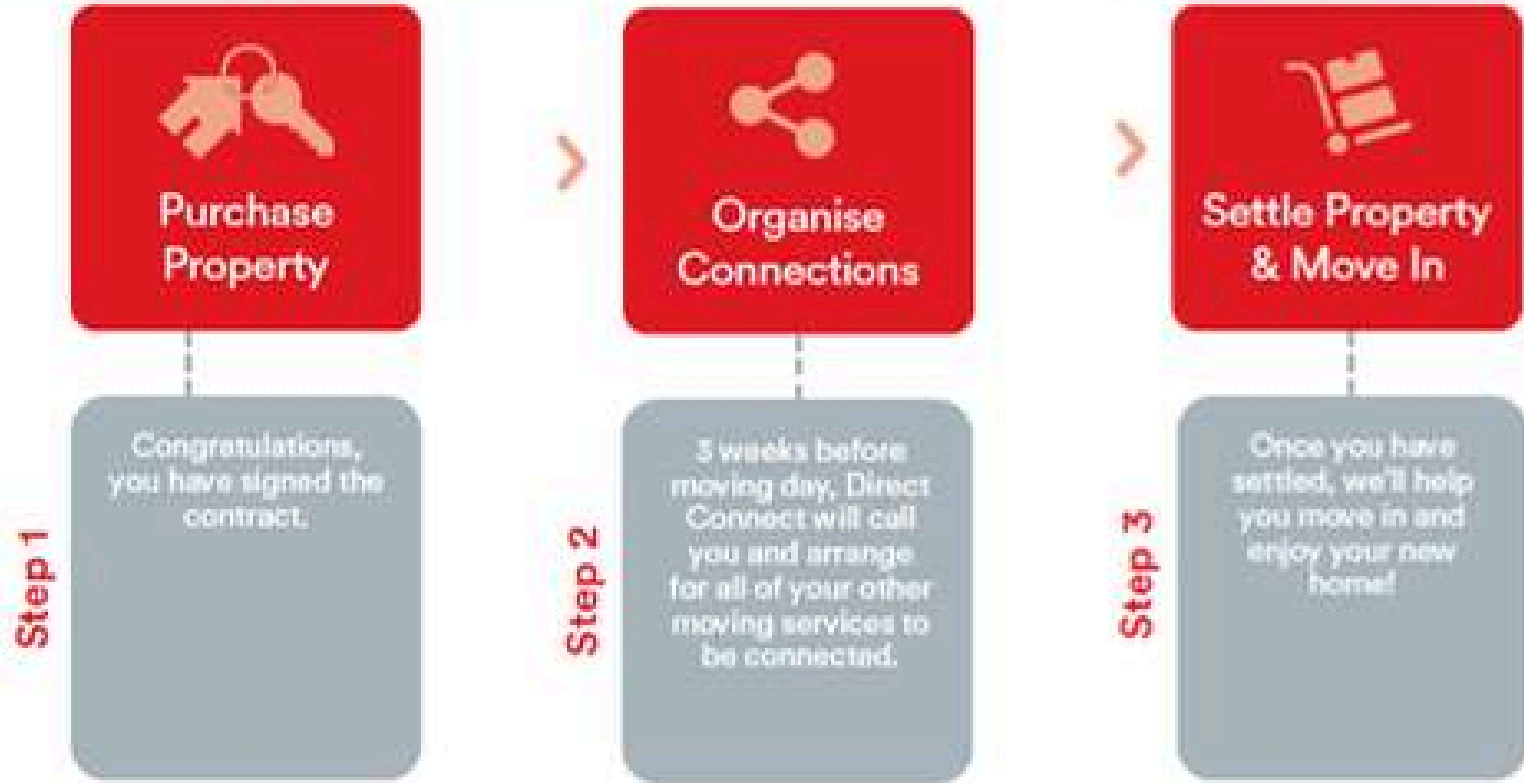 Purchase
Property
Step 1
Congratulations,
you have signed the
contract.
Organise
Connections
Step 2
3 weeks before
moving day, Direct
Connect will call
you and arrange
for all of your other
moving services to
be connected.
Settle Property
& Move In
Step 3
Once you have
settled, we'll help
you move in and
enjoy your new
home!